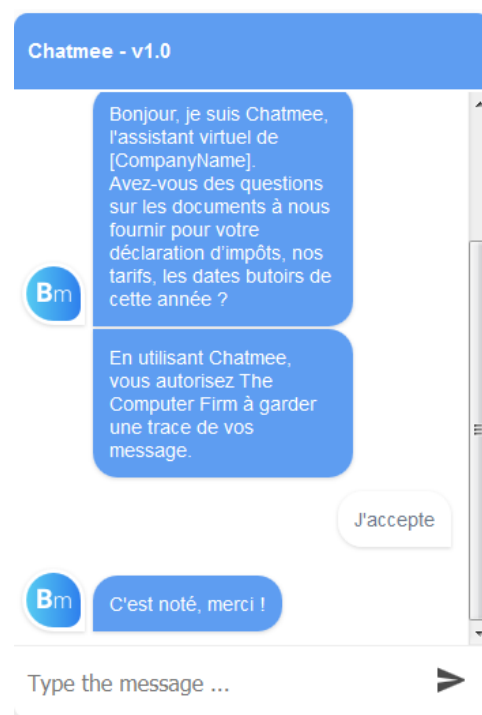 Chatmee - v1.0
Bonjour, je suis Chatmee,
l'assistant virtuel de
[CompanyName].
Avez-vous des questions
sur les documents à nous
fournir pour votre
déclaration d’impôts, nos
tarifs, les dates butoirs de
cette année ?
Bm
En utilisant Chatmee,
vous autorisez The
Computer Firm à garder
une trace de vos
message.
J'accepte
Bm
C'est noté, merci !
Type the message ...